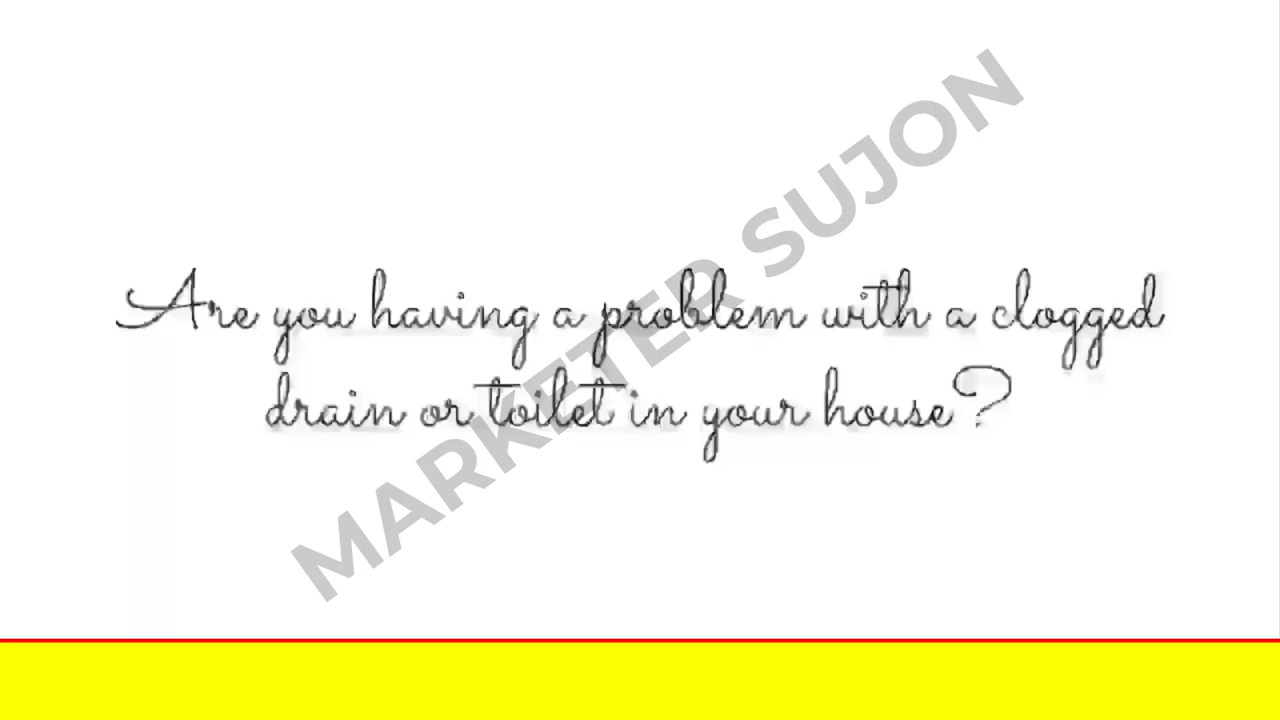 MARKETER SUJON
Are you having a problem with a clogged
drain or toilet in your house?